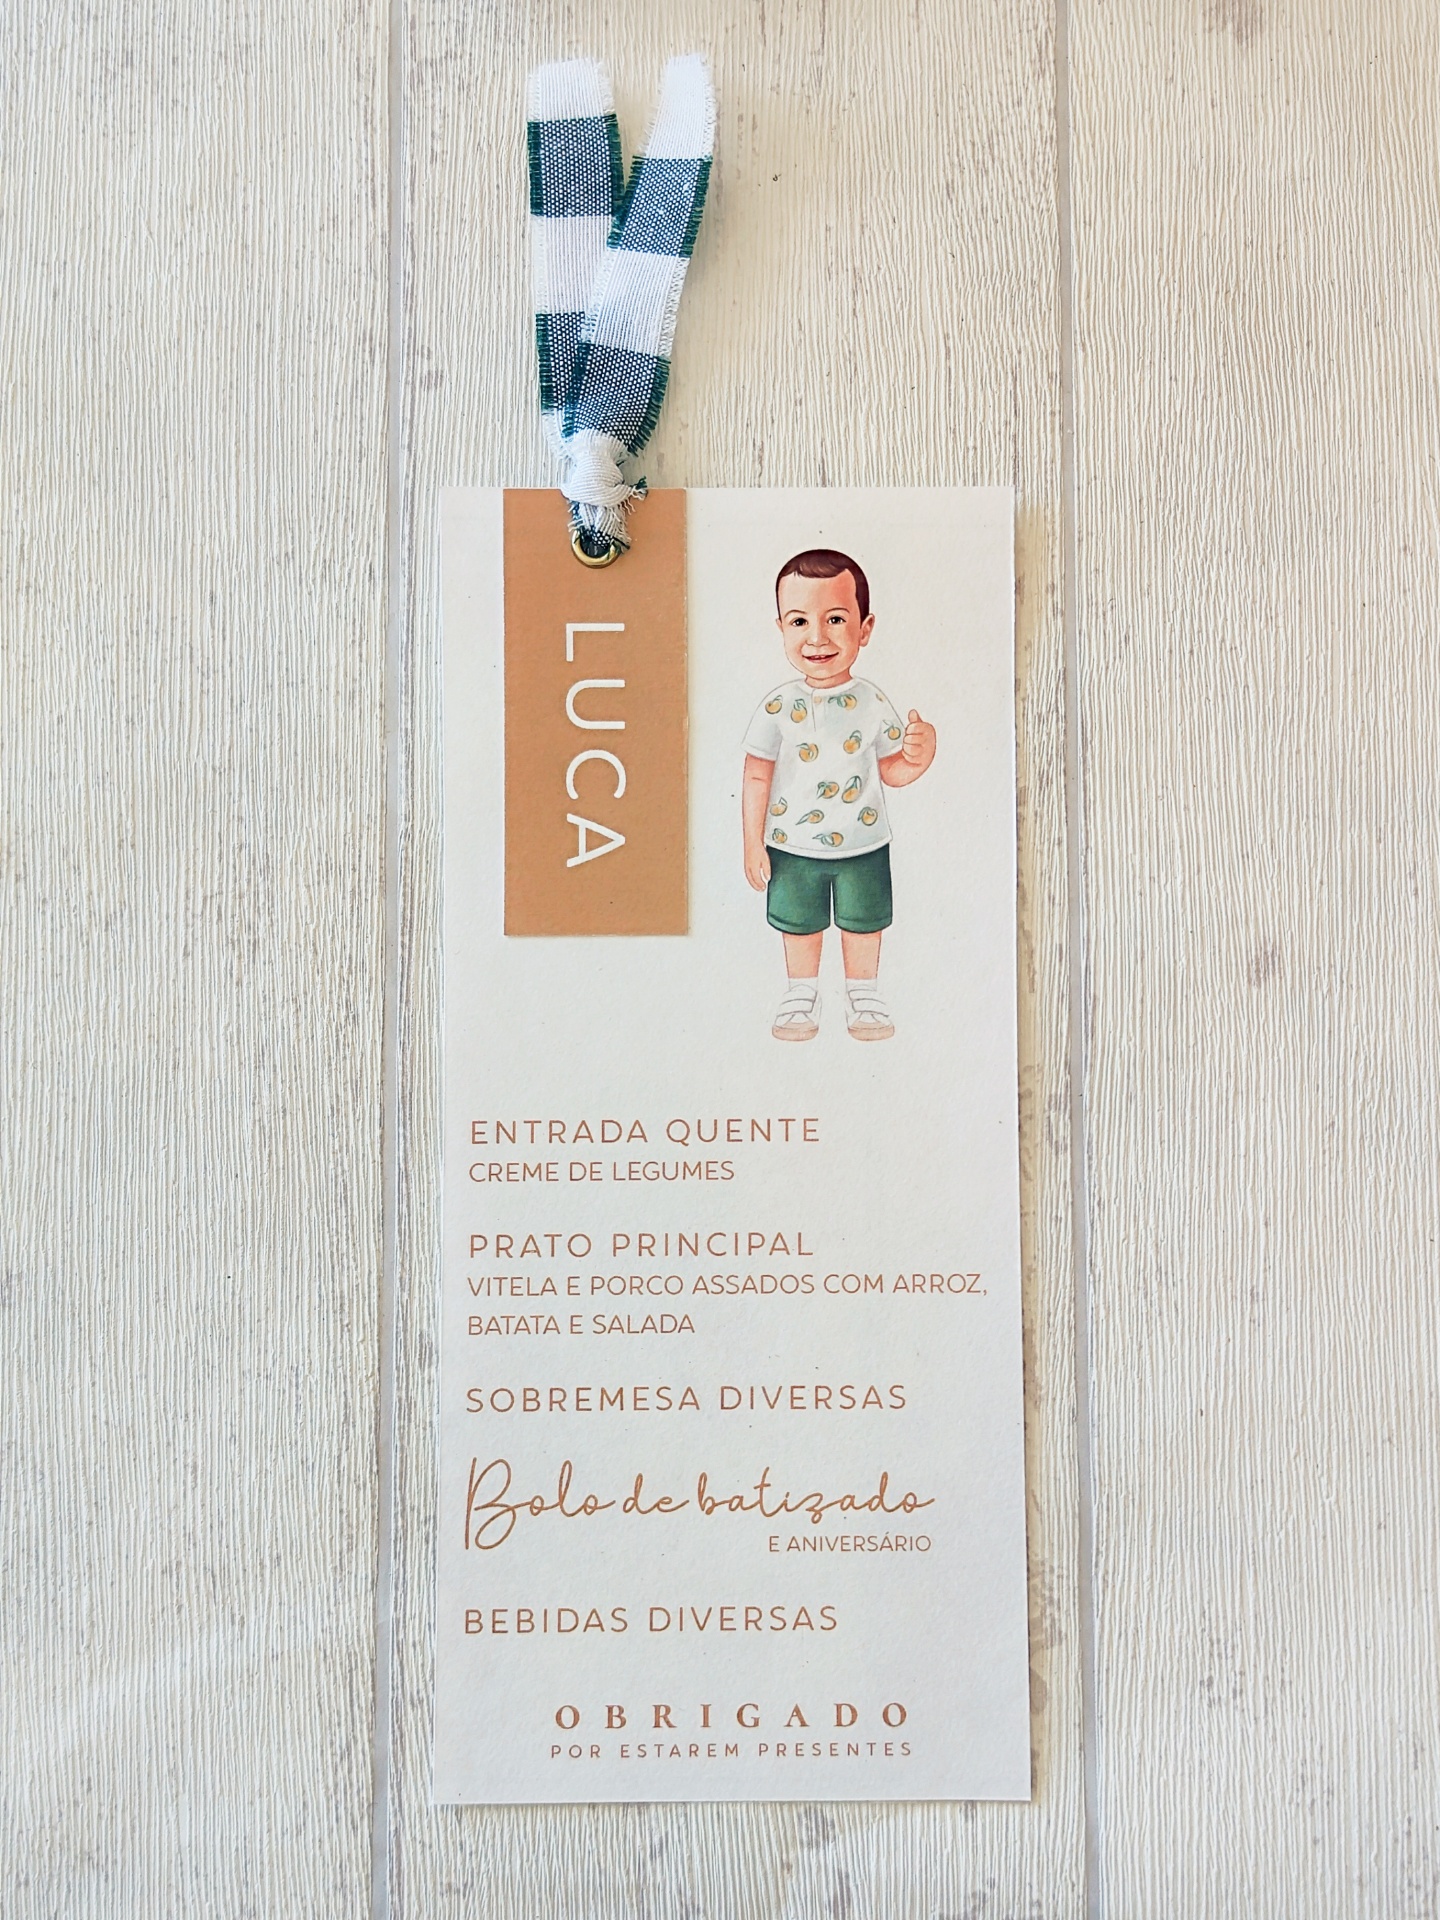 LUCA
ENTRADA QUENTE
CREME DE LEGUMES
PRATO PRINCIPAL
VITELA E PORCO ASSADOS COM ARROZ,
BATATA E SALADA
SOBREMESA DIVERSAS
Bolo de batizado
E ANIVERSÁRIO
BEBIDAS DIVERSAS
OBRIGADO
POR ESTAREM PRESENTES